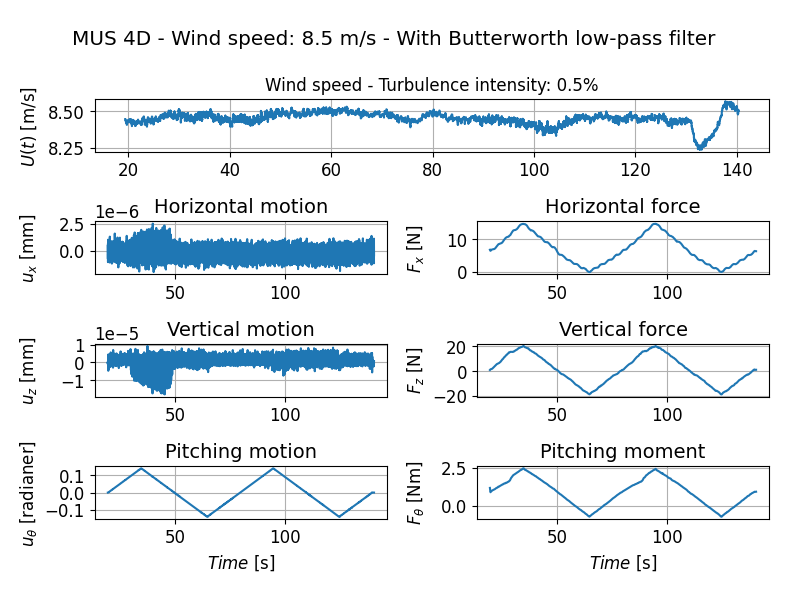 MUS 4D - Wind speed: 8.5 m/s - With Butterworth low-pass filter
Wind speed - Turbulence intensity: 0.5%
U(t) [m/s]
8.50
8.25
20 40 60 80 100 120 140
1e−6
Horizontal motion
u_x [mm]
2.5
0.0
50 100
Horizontal force
F_x [N]
10
0
50 100
1e−5
Vertical motion
u_z [mm]
1
0
−1
50 100
Vertical force
F_z [N]
20
0
−20
50 100
Pitching motion
u_θ [radianer]
0.1
0.0
−0.1
50 100
Time [s]
Pitching moment
F_θ [Nm]
2.5
0.0
50 100
Time [s]